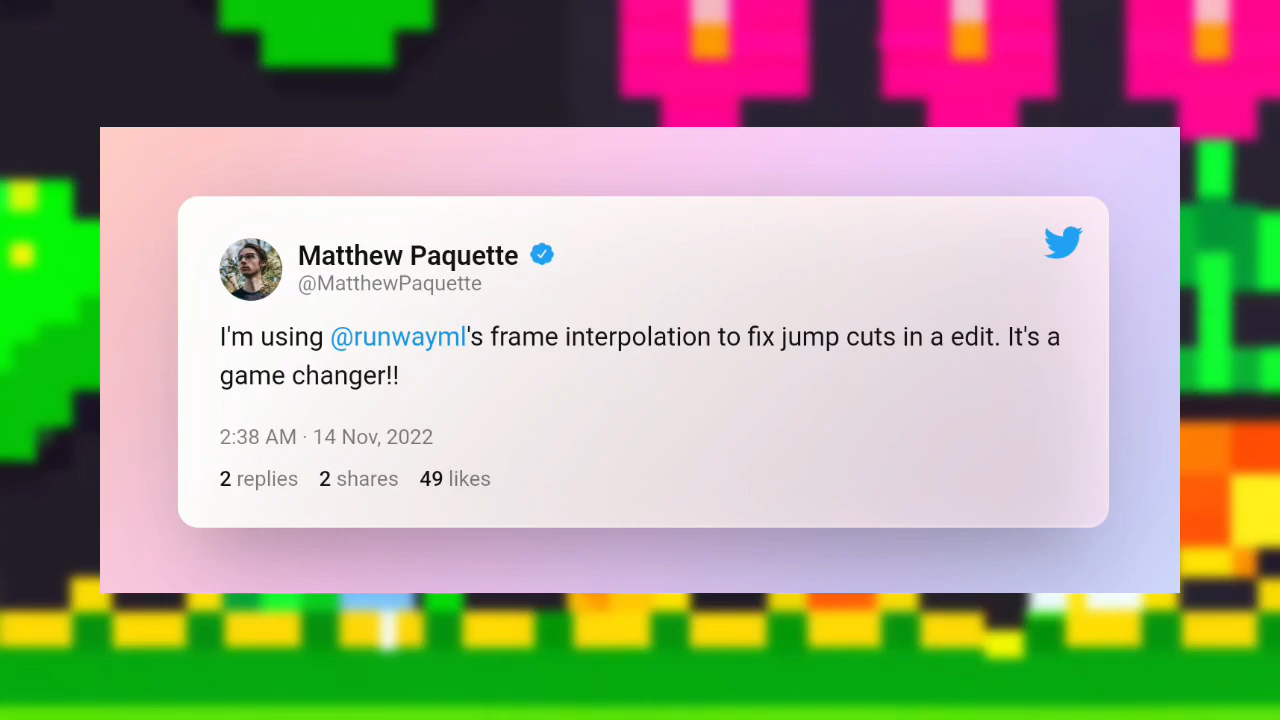 Matthew Paquette
@MatthewPaquette
I'm using @runwayml's frame interpolation to fix jump cuts in a edit. It's a
game changer!!
2:38 AM · 14 Nov, 2022
2 replies 2 shares 49 likes